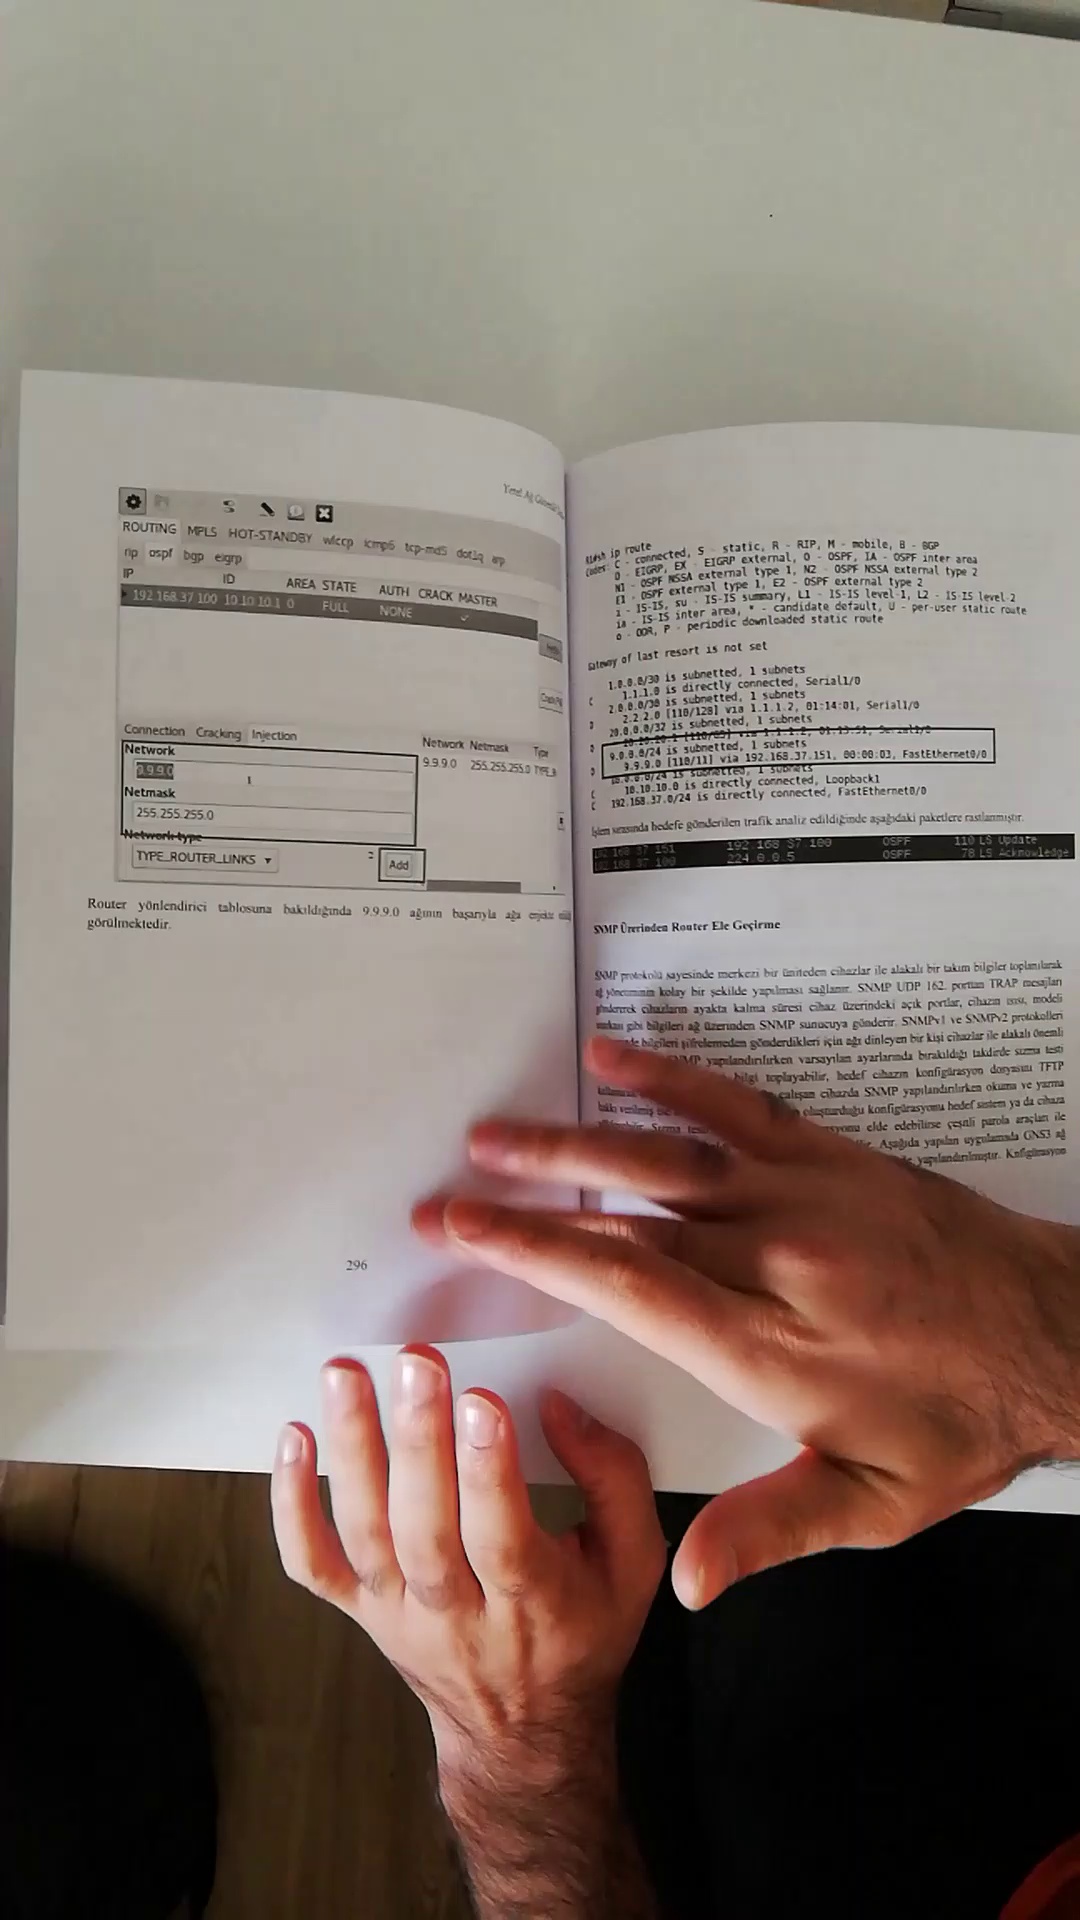 Yerel Ağ
ROUTING MPLS HOT-STANDBY wlccp icmp6 tcp-md5 dot1q arp
rip ospf bgp eigrp
IP ID AREA STATE AUTH CRACK MASTER
192.168.37.100 10.10.10.1 0 FULL NONE
Connection Cracking Injection
Network
9.9.9.0
Netmask
255.255.255.0
Network type
TYPE_ROUTER_LINKS
Add
Network Netmask Type
9.9.9.0 255.255.255.0
Router yönlendirici tablosuna bakıldığında 9.9.9.0 ağının başarıyla ağa enjekte
görülmektedir.
296
ip route
Codes: C - connected, S - static, R - RIP, M - mobile, B - BGP
D - EIGRP, EX - EIGRP external, O - OSPF, IA - OSPF inter area
N1 - OSPF NSSA external type 1, N2 - OSPF NSSA external type 2
E1 - OSPF external type 1, E2 - OSPF external type 2
i - IS-IS, su - IS-IS summary, L1 - IS-IS level-1, L2 - IS-IS level-2
ia - IS-IS inter area, * - candidate default, U - per-user static route
o - ODR, P - periodic downloaded static route
Gateway of last resort is not set
1.0.0.0/30 is subnetted, 1 subnets
C 1.1.1.0 is directly connected, Serial1/0
2.0.0.0/30 is subnetted, 1 subnets
2.2.2.0 [110/128] via 1.1.1.2, 01:14:01, Serial1/0
20.0.0.0/32 is subnetted, 1 subnets
20.20.20.1 [110/65] via 1.1.1.2, 01:13:51, Serial1/0
9.0.0.0/24 is subnetted, 1 subnets
9.9.9.0 [110/11] via 192.168.37.151, 00:00:03, FastEthernet0/0
10.0.0.0/24 is subnetted, 1 subnets
C 10.10.10.0 is directly connected, Loopback1
C 192.168.37.0/24 is directly connected, FastEthernet0/0
İşlem sırasında hedefe gönderilen trafik analiz edildiğinde aşağıdaki paketlere rastlanmıştır.
192.168.37.151 192.168.37.100 OSPF 110 LS Update
192.168.37.100 224.0.0.5 OSPF 78 LS Acknowledge
SNMP Üzerinden Router Ele Geçirme
SNMP protokolü sayesinde merkezi bir üniteden cihazlar ile alakalı bir takım bilgiler toplanılarak
ağ yönetiminin kolay bir şekilde yapılması sağlanır. SNMP UDP 162. porttan TRAP mesajları
göndererek cihazların ayakta kalma süresi cihaz üzerindeki açık portlar, cihazın ısısı, modeli
markası gibi bilgileri ağ üzerinden SNMP sunucuya gönderir. SNMPv1 ve SNMPv2 protokolleri
bilgileri şifrelemeden gönderdikleri için ağı dinleyen bir kişi cihazlar ile alakalı önemli
SNMP yapılandırılırken varsayılan ayarlarında bırakıldığı takdirde sızma testi
bilgi toplayabilir, hedef cihazın konfigürasyon dosyasını TFTP
çalışan cihazda SNMP yapılandırılırken okuma ve yazma
hakkı verilmiş ise oluşturduğu konfigürasyonu hedef sistem ya da cihaza
Sızma elde edebilirse çeşitli parola araçları ile
Aşağıda yapılan uygulamada GNS3 ağ
yapılandırılmıştır. Knfigürasyon